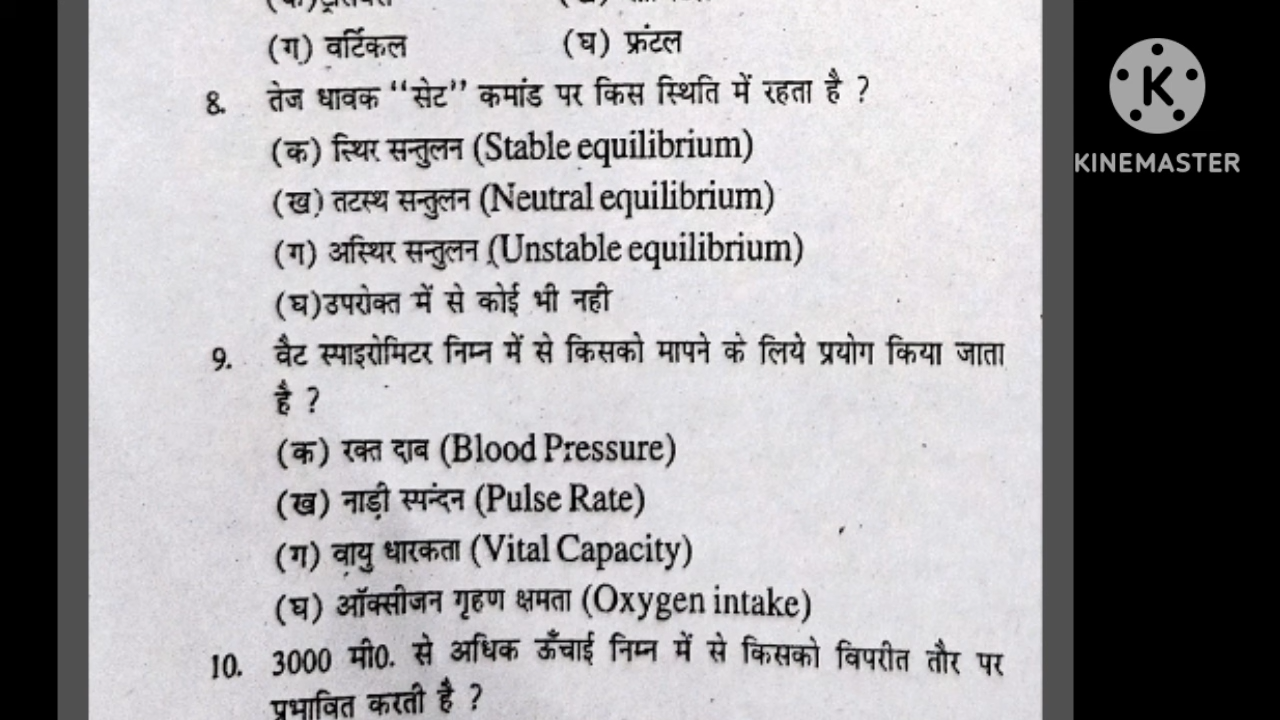 (ग) वर्टिकल (घ) फ्रंटल
8. तेज धावक "सेट" कमांड पर किस स्थिति में रहता है ?
(क) स्थिर सन्तुलन (Stable equilibrium)
(ख) तटस्थ सन्तुलन (Neutral equilibrium)
(ग) अस्थिर सन्तुलन (Unstable equilibrium)
(घ)उपरोक्त में से कोई भी नही
9. वैट स्पाइरोमिटर निम्न में से किसको मापने के लिये प्रयोग किया जाता
है ?
(क) रक्त दाब (Blood Pressure)
(ख) नाड़ी स्पन्दन (Pulse Rate)
(ग) वायु धारकता (Vital Capacity)
(घ) ऑक्सीजन गृहण क्षमता (Oxygen intake)
10. 3000 मी0. से अधिक ऊँचाई निम्न में से किसको विपरीत तौर पर
प्रभावित करती है ?
K
KINEMASTER